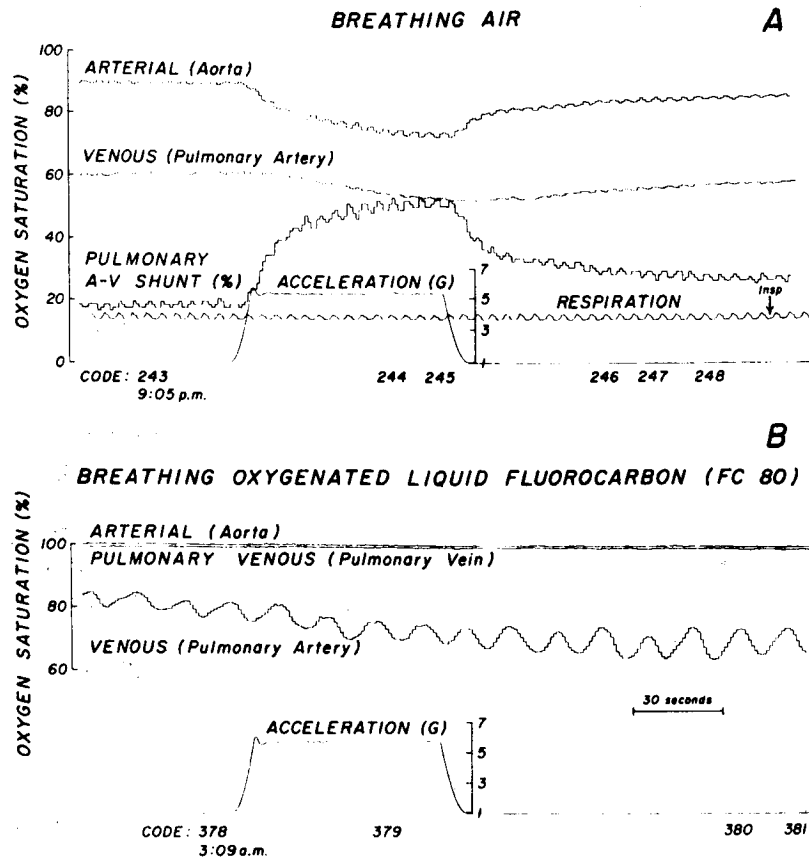 BREATHING AIR
A
OXYGEN SATURATION (%)
100
80
60
40
20
0
ARTERIAL (Aorta)
VENOUS (Pulmonary Artery)
PULMONARY
A-V SHUNT (%)
ACCELERATION (G)
7
5
3
1
RESPIRATION
Insp
CODE: 243 244 245 246 247 248
9:05 p.m.
B
BREATHING OXYGENATED LIQUID FLUOROCARBON (FC 80)
OXYGEN SATURATION (%)
100
80
60
ARTERIAL (Aorta)
PULMONARY VENOUS (Pulmonary Vein)
VENOUS (Pulmonary Artery)
30 seconds
ACCELERATION (G)
7
5
3
1
CODE: 378 379 380 381
3:09 a.m.